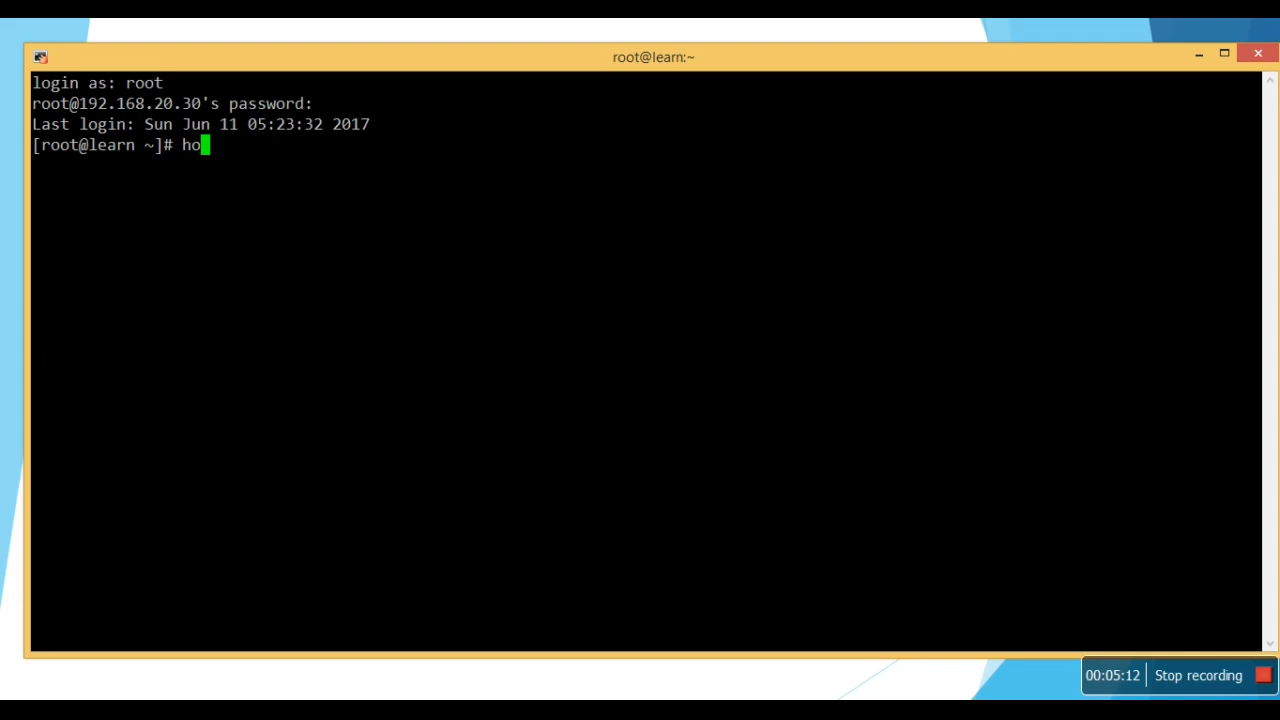 root@learn:~
login as: root
root@192.168.20.30's password:
Last login: Sun Jun 11 05:23:32 2017
[root@learn ~]# ho
00:05:12 Stop recording